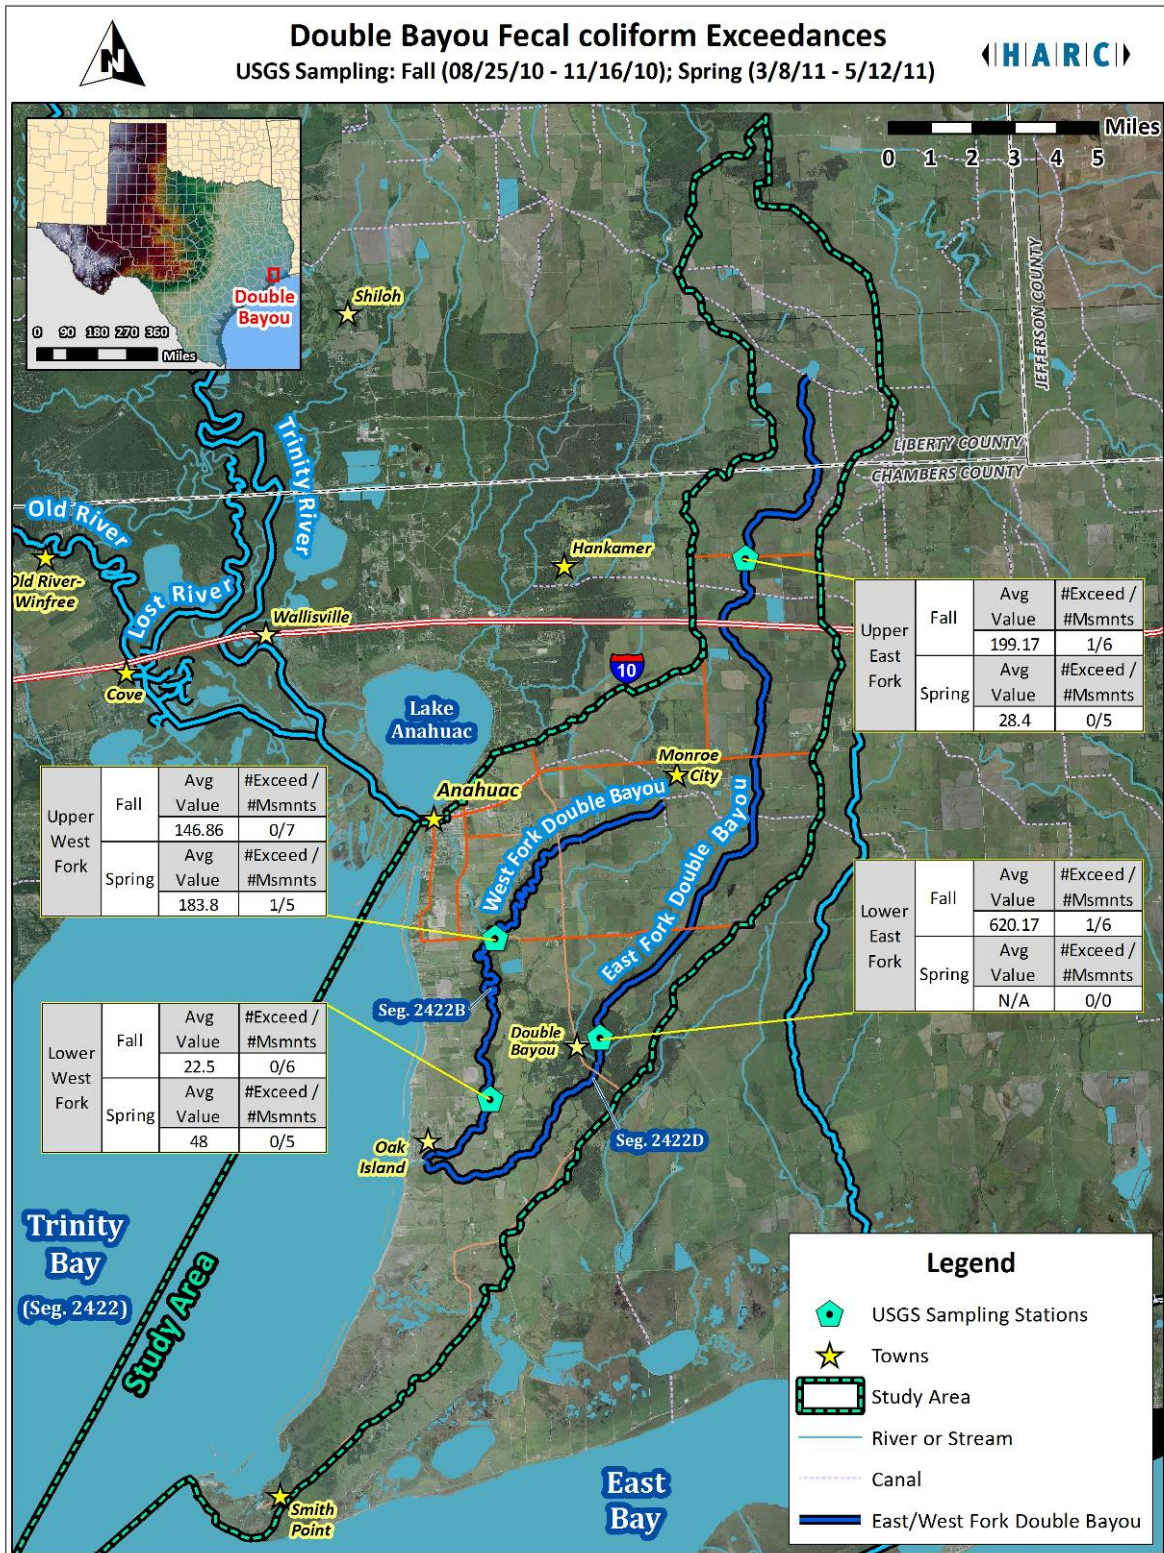 Double Bayou Fecal coliform Exceedances
USGS Sampling: Fall (08/25/10 - 11/16/10); Spring (3/8/11 - 5/12/11)
N
HARC
Miles
0 1 2 3 4 5
Double
Bayou
0 90 180 270 360
Miles
Shiloh
JEFFERSON COUNTY
LIBERTY COUNTY
CHAMBERS COUNTY
Trinity River
Old River
Old River-
Winfree
Lost River
Hankamer
Wallisville
Cove
10
Lake
Anahuac
Anahuac
Monroe
City
West Fork Double Bayou
East Fork Double Bayou
Upper
East
Fork
Fall
Avg
Value
#Exceed /
#Msmnts
199.17 1/6
Spring
Avg
Value
#Exceed /
#Msmnts
28.4 0/5
Upper
West
Fork
Fall
Avg
Value
#Exceed /
#Msmnts
146.86 0/7
Spring
Avg
Value
#Exceed /
#Msmnts
183.8 1/5
Lower
East
Fork
Fall
Avg
Value
#Exceed /
#Msmnts
620.17 1/6
Spring
Avg
Value
#Exceed /
#Msmnts
N/A 0/0
Lower
West
Fork
Fall
Avg
Value
#Exceed /
#Msmnts
22.5 0/6
Spring
Avg
Value
#Exceed /
#Msmnts
48 0/5
Seg. 2422B
Double
Bayou
Seg. 2422D
Oak
Island
Trinity
Bay
(Seg. 2422)
Study Area
Smith
Point
East
Bay
Legend
USGS Sampling Stations
Towns
Study Area
River or Stream
Canal
East/West Fork Double Bayou